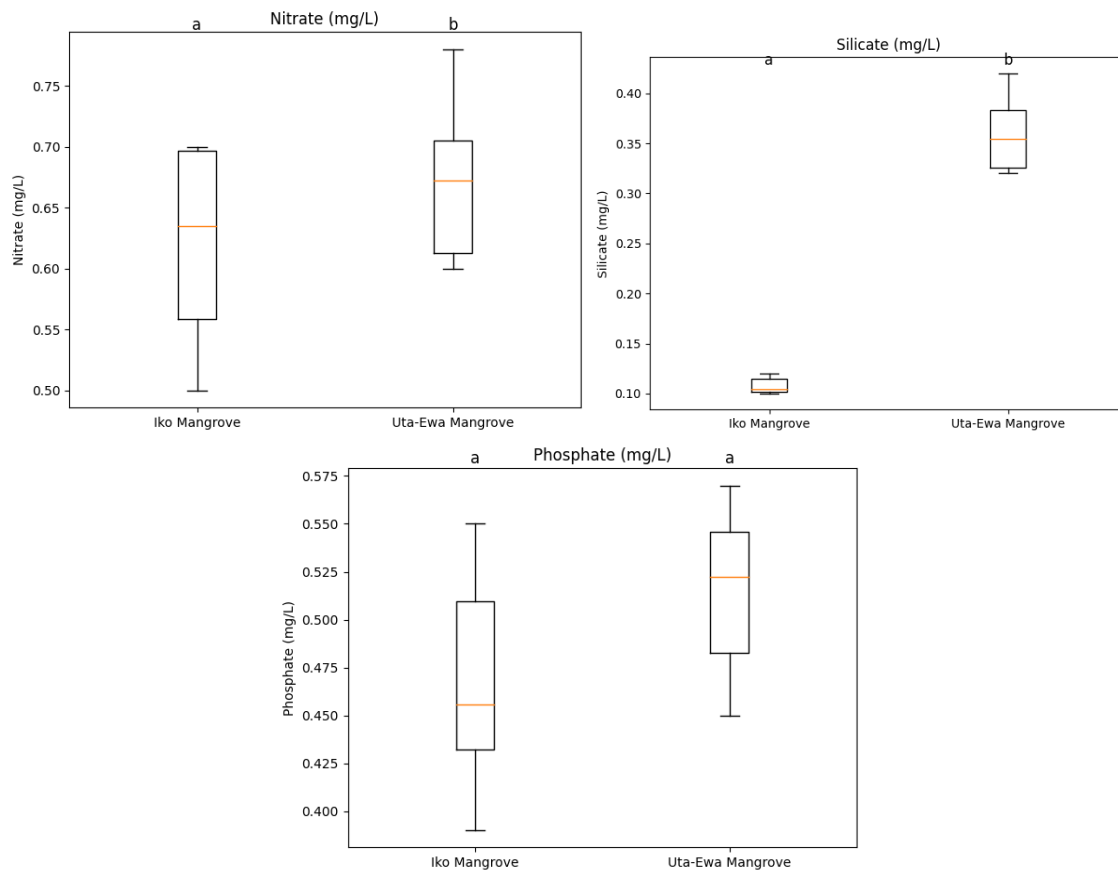 Nitrate (mg/L)
a
b
Nitrate (mg/L)
0.75
0.70
0.65
0.60
0.55
0.50
Iko Mangrove
Uta-Ewa Mangrove
Silicate (mg/L)
a
b
Silicate (mg/L)
0.40
0.35
0.30
0.25
0.20
0.15
0.10
Iko Mangrove
Uta-Ewa Mangrove
Phosphate (mg/L)
a
a
Phosphate (mg/L)
0.575
0.550
0.525
0.500
0.475
0.450
0.425
0.400
Iko Mangrove
Uta-Ewa Mangrove